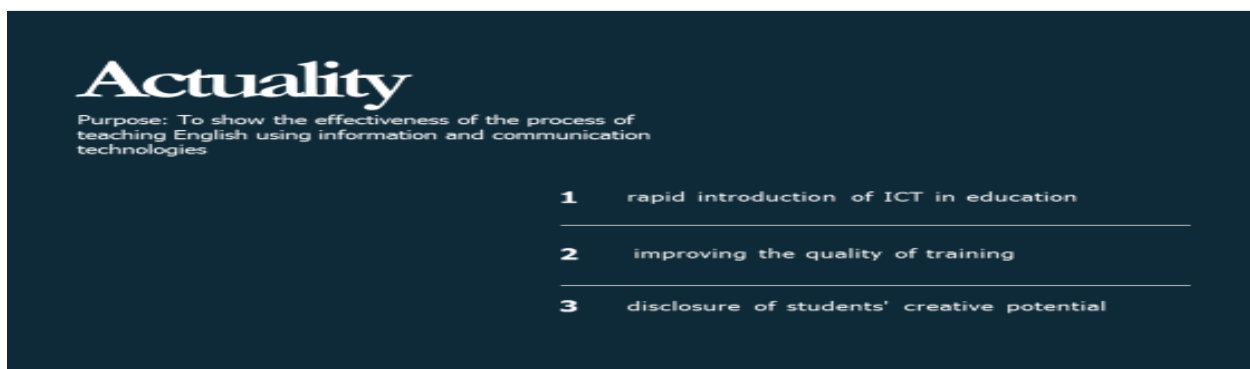 Actuality
Purpose: To show the effectiveness of the process of
teaching English using information and communication
technologies
1 rapid introduction of ICT in education
2 improving the quality of training
3 disclosure of students' creative potential